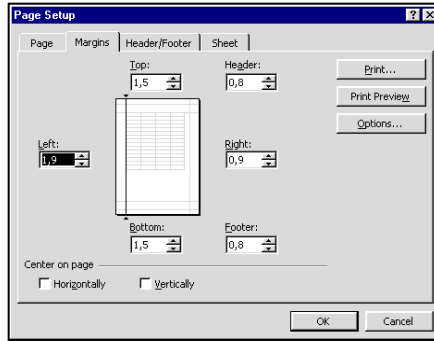 Page Setup
Page Margins Header/Footer Sheet
Top: Header:
1,5 0,8
Print...
Print Preview
Options...
Left: Right:
1,9 0,9
Bottom: Footer:
1,5 0,8
Center on page
Horizontally Vertically
OK Cancel